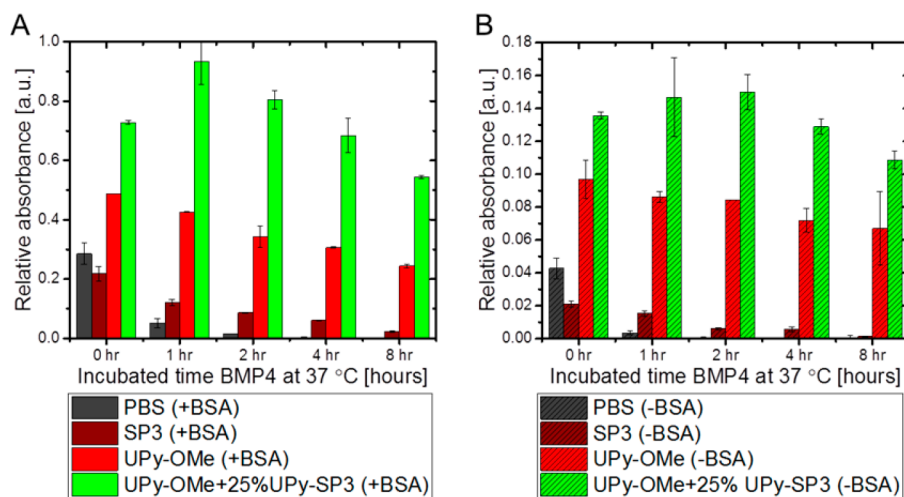 A
Relative absorbance [a.u.]
1.0
0.8
0.6
0.4
0.2
0.0
0 hr 1 hr 2 hr 4 hr 8 hr
Incubated time BMP4 at 37 °C [hours]
PBS (+BSA)
SP3 (+BSA)
UPy-OMe (+BSA)
UPy-OMe+25%UPy-SP3 (+BSA)
B
Relative absorbance [a.u.]
0.18
0.16
0.14
0.12
0.10
0.08
0.06
0.04
0.02
0.00
0 hr 1 hr 2 hr 4 hr 8 hr
Incubated time BMP4 at 37 °C [hours]
PBS (-BSA)
SP3 (-BSA)
UPy-OMe (-BSA)
UPy-OMe+25% UPy-SP3 (-BSA)